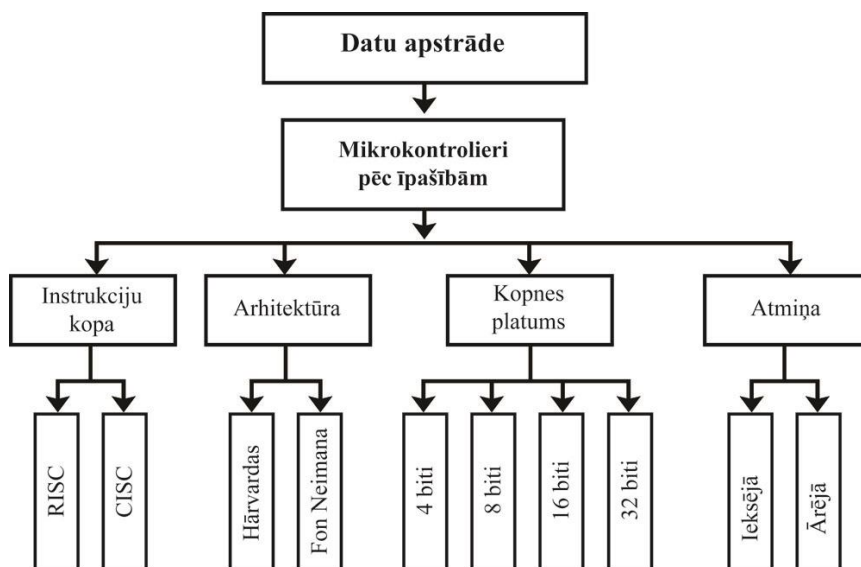 Datu apstrāde
Mikrokontrolieri
pēc īpašībām
Instrukciju
kopa
Arhitektūra
Kopnes
platums
Atmiņa
RISC
CISC
Hārvardas
Fon Neimana
4 biti
8 biti
16 biti
32 biti
Ieksējā
Ārējā